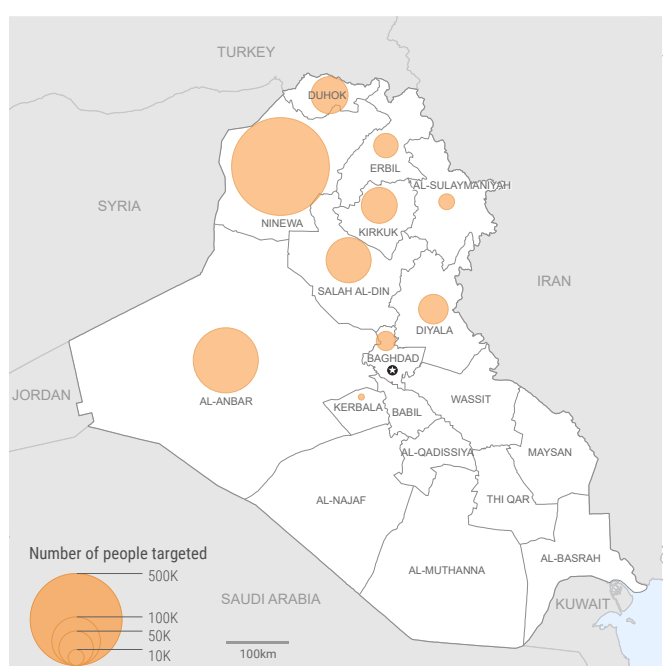 TURKEY
DUHOK
ERBIL
AL-SULAYMANIYAH
SYRIA
NINEWA
KIRKUK
IRAN
SALAH AL-DIN
DIYALA
BAGHDAD
JORDAN
AL-ANBAR
KERBALA
BABIL
WASSIT
AL-QADISSIYA
MAYSAN
AL-NAJAF
THI QAR
AL-BASRAH
AL-MUTHANNA
SAUDI ARABIA
KUWAIT
Number of people targeted
500K
100K
50K
10K
100km